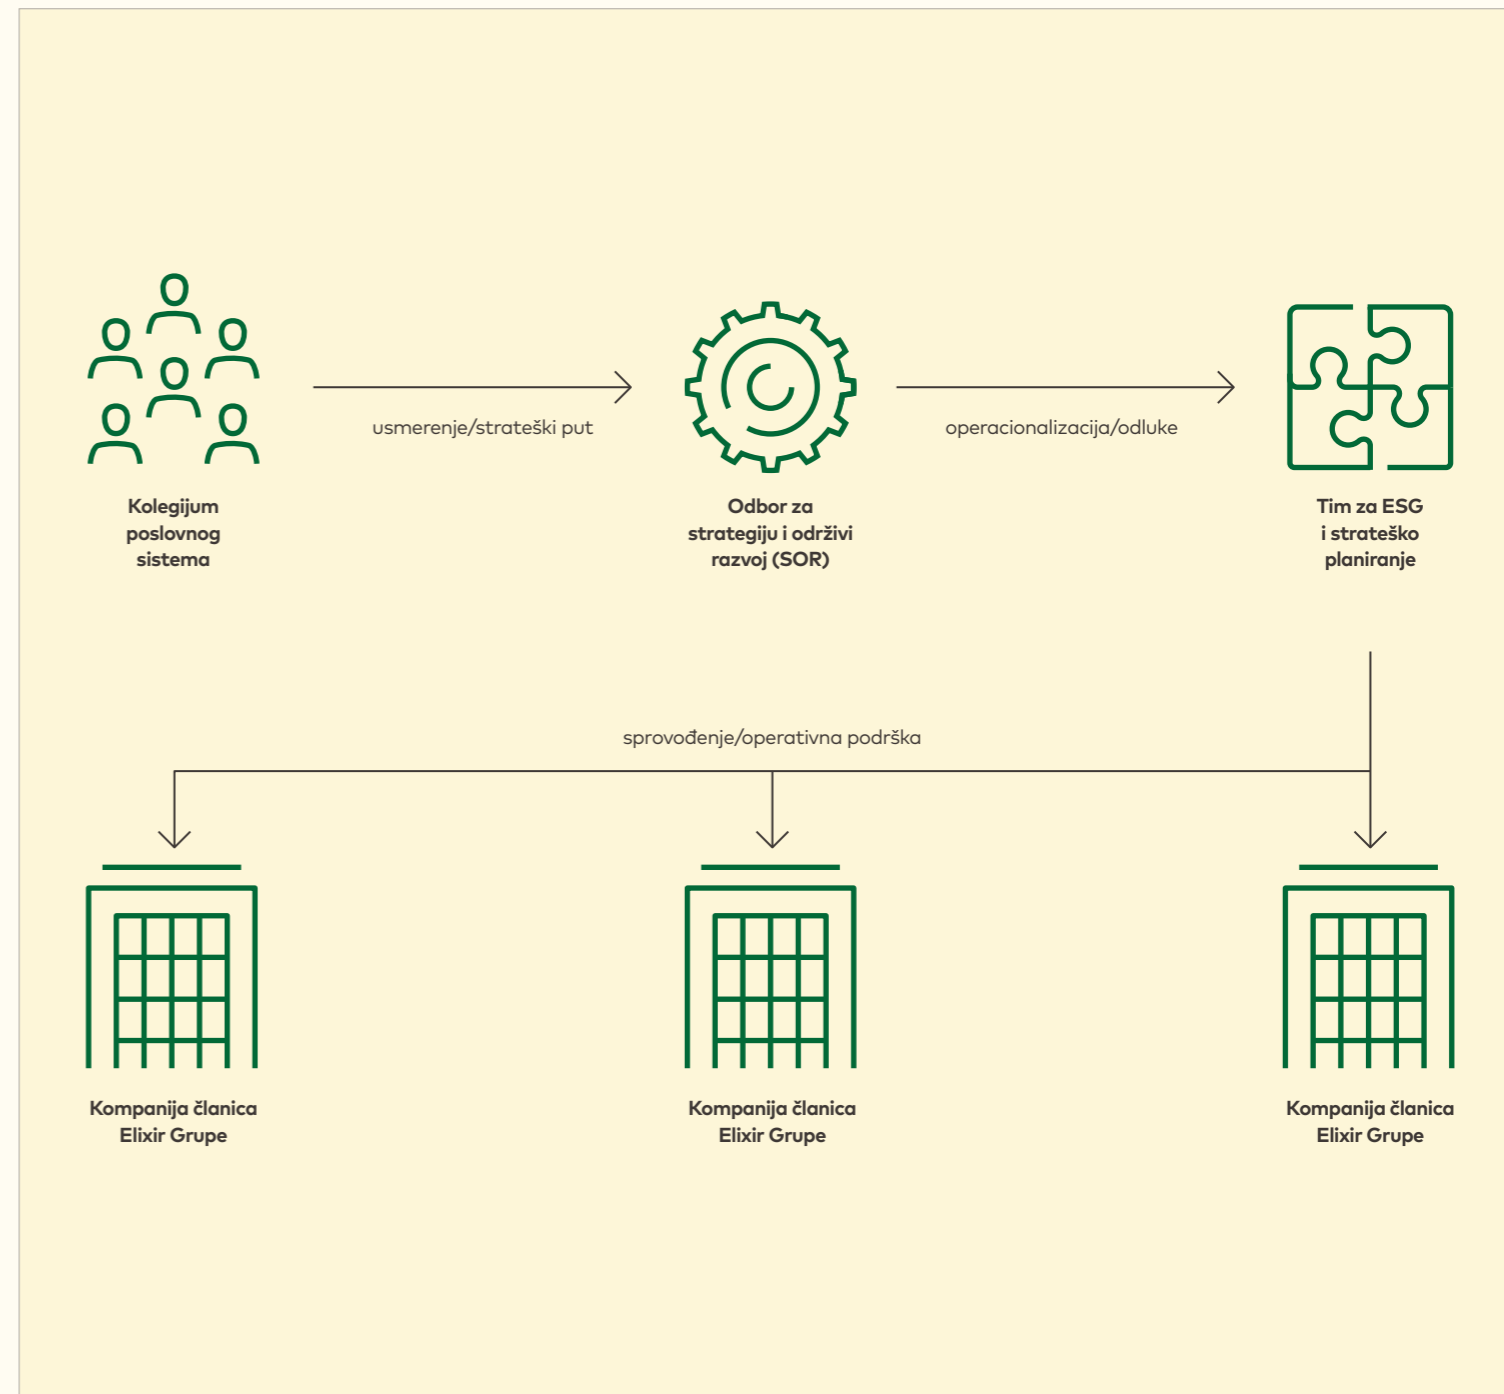 usmerenje/strateški put
operacionalizacija/odluke
Kolegijum
poslovnog
sistema
Odbor za
strategiju i održivi
razvoj (SOR)
Tim za ESG
i strateško
planiranje
sprovođenje/operativna podrška
Kompanija članica
Elixir Grupe
Kompanija članica
Elixir Grupe
Kompanija članica
Elixir Grupe